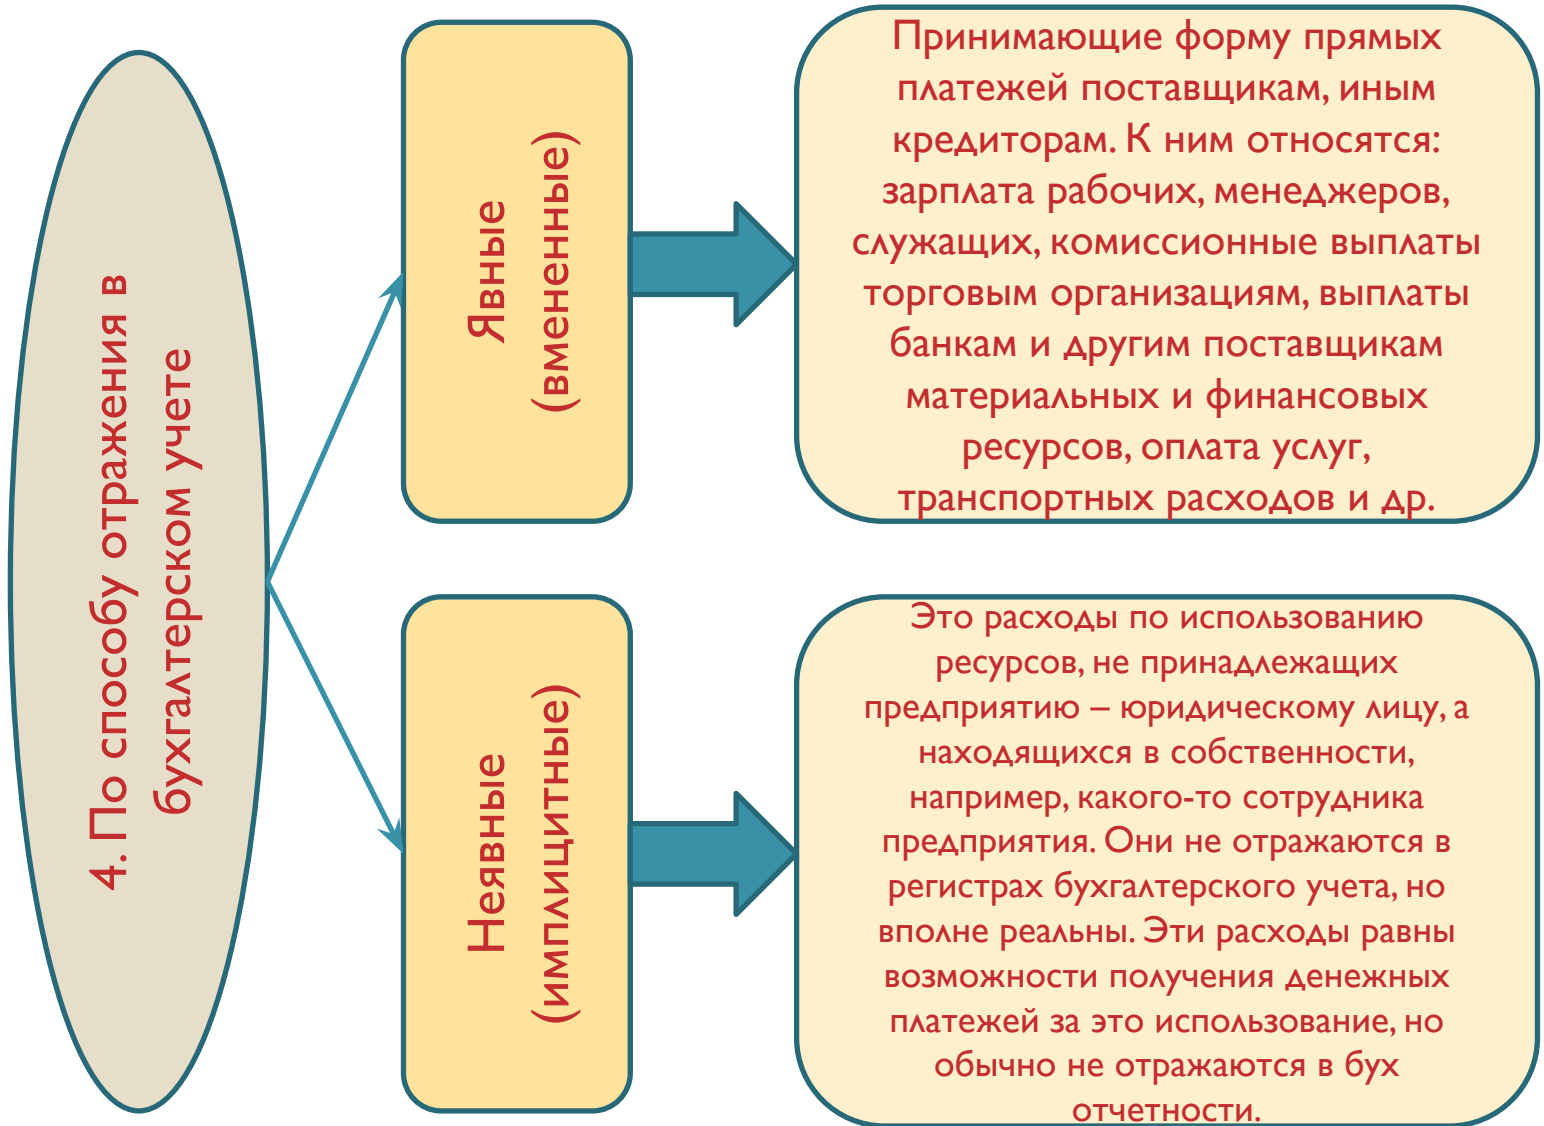 4. По способу отражения в
бухгалтерском учете
Явные
(вмененные)
Принимающие форму прямых
платежей поставщикам, иным
кредиторам. К ним относятся:
зарплата рабочих, менеджеров,
служащих, комиссионные выплаты
торговым организациям, выплаты
банкам и другим поставщикам
материальных и финансовых
ресурсов, оплата услуг,
транспортных расходов и др.
Неявные
(имплицитные)
Это расходы по использованию
ресурсов, не принадлежащих
предприятию – юридическому лицу, а
находящихся в собственности,
например, какого-то сотрудника
предприятия. Они не отражаются в
регистрах бухгалтерского учета, но
вполне реальны. Эти расходы равны
возможности получения денежных
платежей за это использование, но
обычно не отражаются в бух
отчетности.